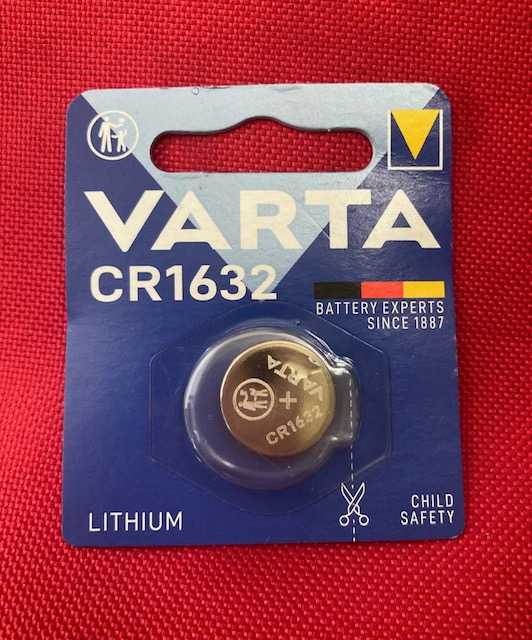 VARTA
CR1632
BATTERY EXPERTS
SINCE 1887
VARTA
+
CR1632
LITHIUM
CHILD
SAFETY